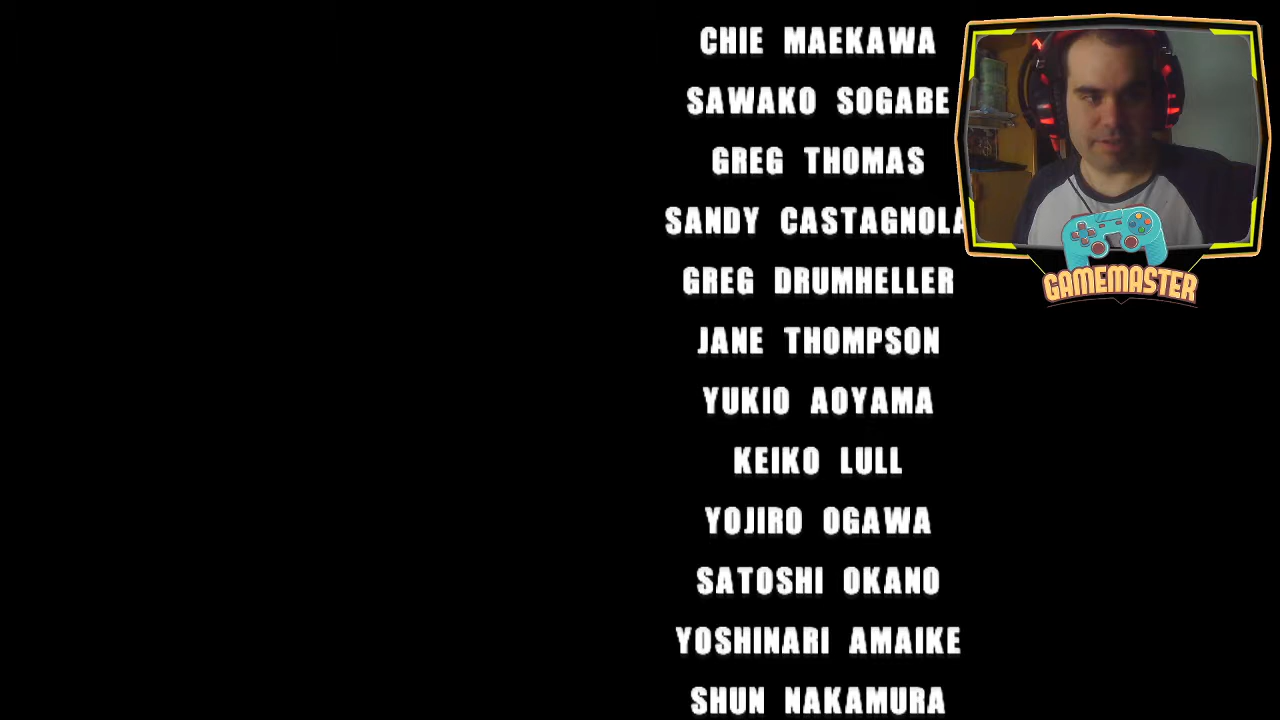 CHIE MAEKAWA
SAWAKO SOGABE
GREG THOMAS
SANDY CASTAGNOLA
GREG DRUMHELLER
JANE THOMPSON
YUKIO AOYAMA
KEIKO LULL
YOJIRO OGAWA
SATOSHI OKANO
YOSHINARI AMAIKE
SHUN NAKAMURA
GAMEMASTER